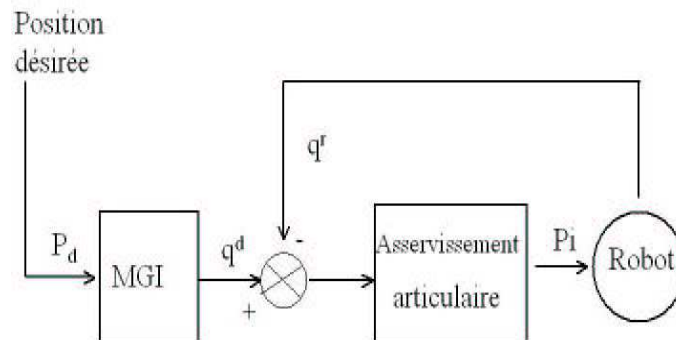 Position
désirée
q^r
P_d
MGI
q^d
+
-
Asservissement
articulaire
Pi
Robot